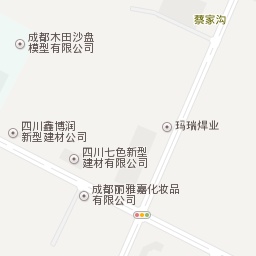 蔡家沟
成都木田沙盘
模型有限公司
玛瑞焊业
四川鑫博润
新型建材公司
四川七色新型
建材有限公司
成都丽雅嘉化妆品
有限公司